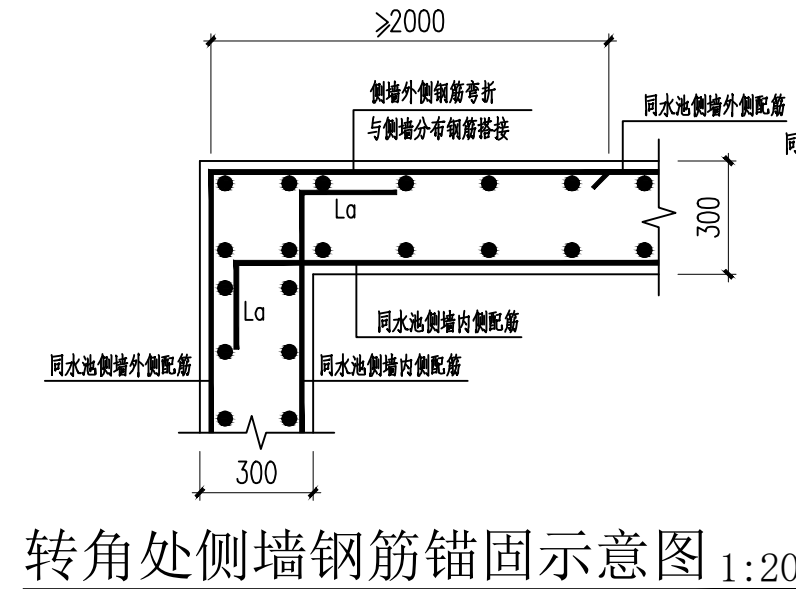 ≥2000
侧墙外侧钢筋弯折
与侧墙分布钢筋搭接
同水池侧墙外侧配筋
同
La
300
La
同水池侧墙内侧配筋
同水池侧墙外侧配筋
同水池侧墙内侧配筋
300
转角处侧墙钢筋锚固示意图 1:20